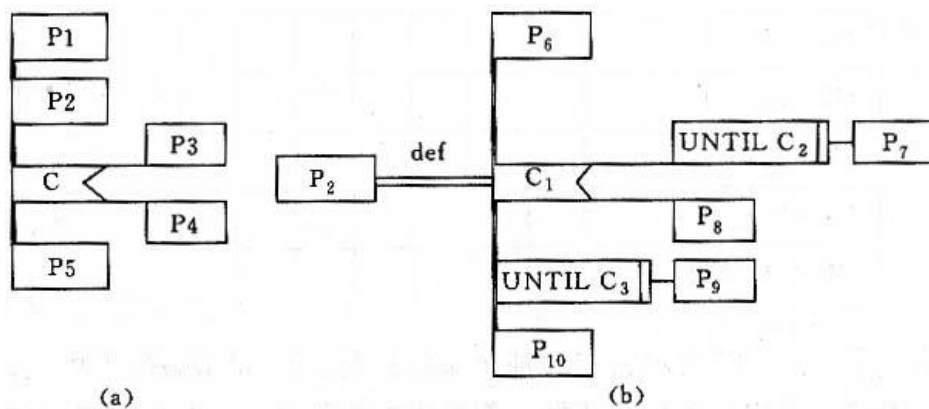 P1
P2
P3
C
P4
P5
(a)
P₂
def
P₆
UNTIL C₂
P₇
C₁
P₈
UNTIL C₃
P₉
P₁₀
(b)